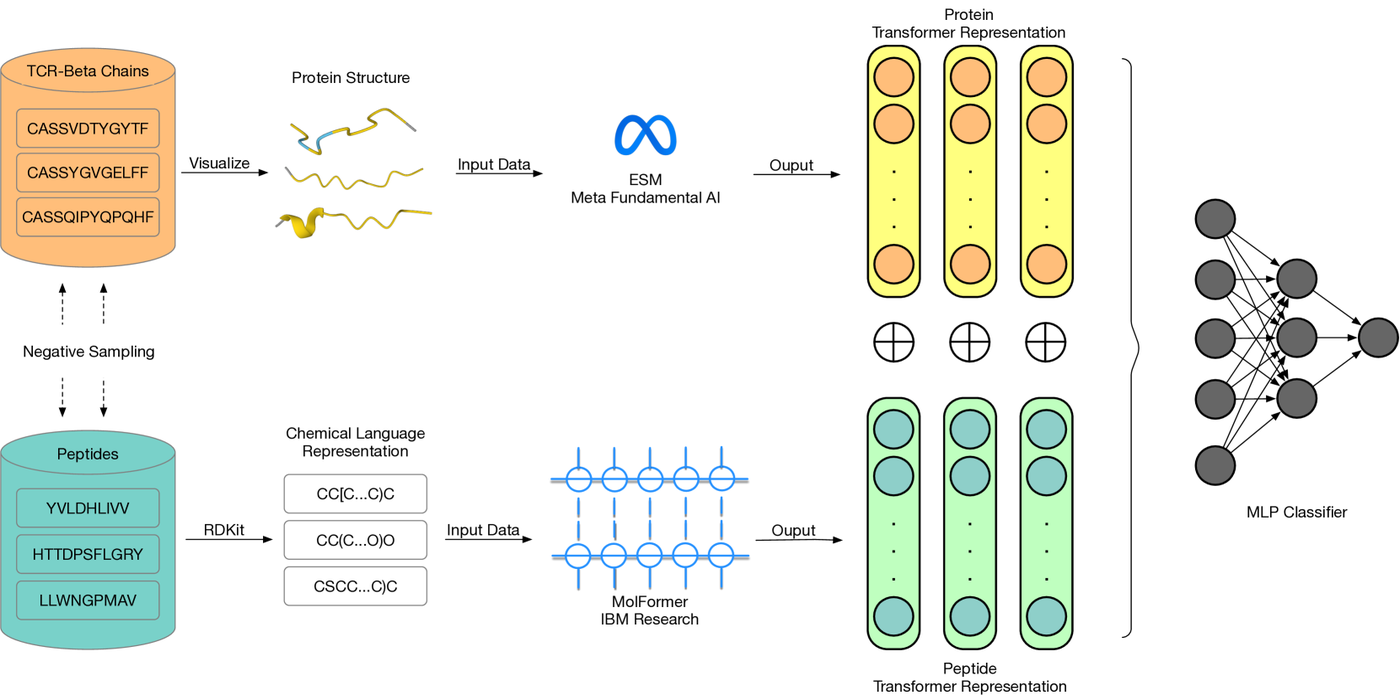 Protein
Transformer Representation
TCR-Beta Chains
CASSVDTYGYTF
CASSYGVGELFF
CASSQIPYQPQHF
Visualize
Protein Structure
Input Data
ESM
Meta Fundamental AI
Ouput
Negative Sampling
Peptides
YVLDHLIVV
HTTDPSFLGRY
LLWNGPMAV
RDKit
Chemical Language
Representation
CC[C...C)C
CC(C...O)O
CSCC...C)C
Input Data
MolFormer
IBM Research
Ouput
Peptide
Transformer Representation
MLP Classifier